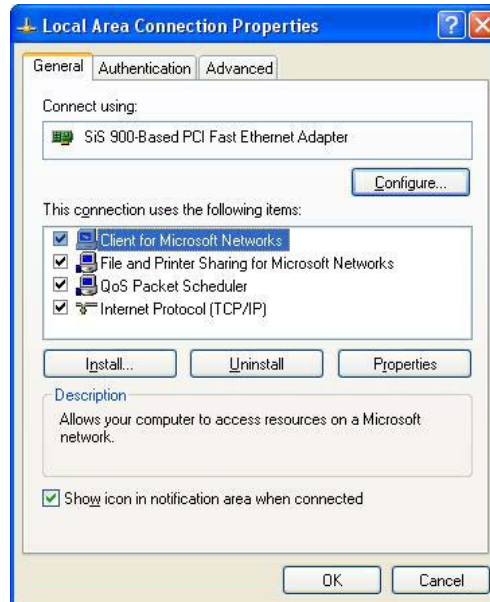 Local Area Connection Properties
General Authentication Advanced
Connect using:
SiS 900-Based PCI Fast Ethernet Adapter
Configure...
This connection uses the following items:
Client for Microsoft Networks
File and Printer Sharing for Microsoft Networks
QoS Packet Scheduler
Internet Protocol (TCP/IP)
Install... Uninstall Properties
Description
Allows your computer to access resources on a Microsoft
network.
Show icon in notification area when connected
OK Cancel